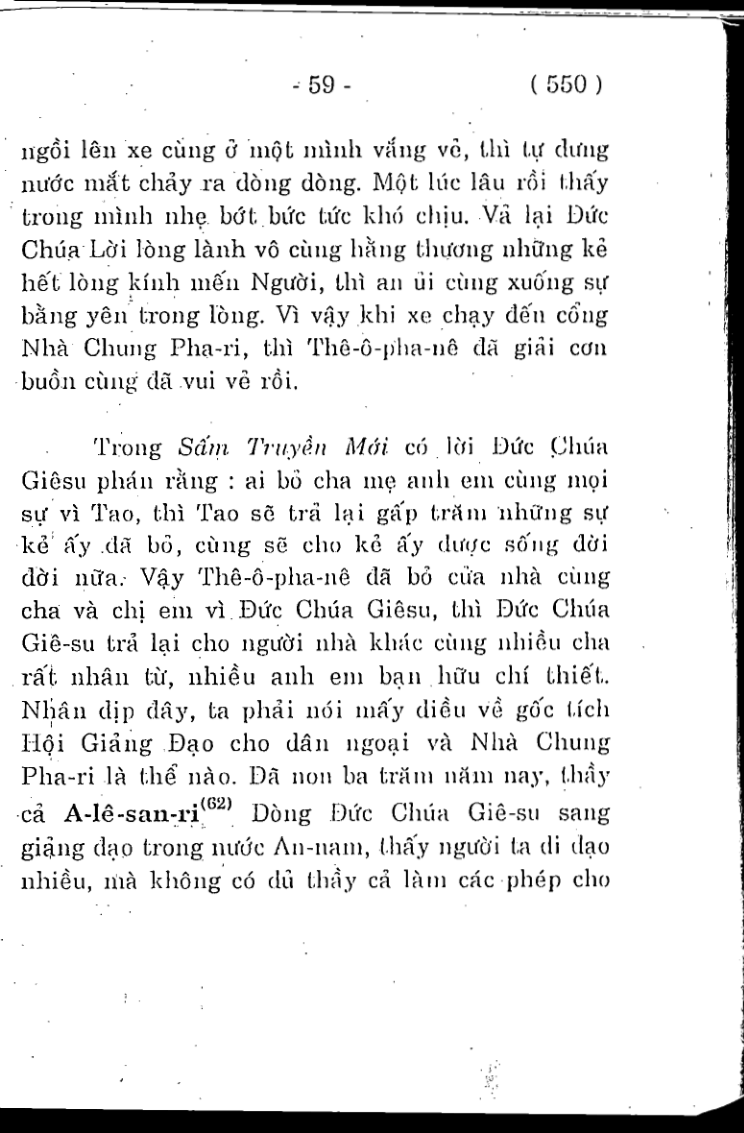 - 59 - ( 550 )
ngồi lên xe cùng ở một mình vắng vẻ, thì tự dưng
nước mắt chảy ra dòng dòng. Một lúc lâu rồi thấy
trong mình nhẹ bớt bức tức khó chịu. Vả lại Đức
Chúa Lời lòng lành vô cùng hằng thương những kẻ
hết lòng kính mến Người, thì an ủi cùng xuống sự
bằng yên trong lòng. Vì vậy khi xe chạy đến cổng
Nhà Chung Pha-ri, thì Thê-ô-pha-nê đã giải cơn
buồn cùng đã vui vẻ rồi.
Trong Sấm Truyền Mới có lời Đức Chúa
Giêsu phán rằng : ai bỏ cha mẹ anh em cùng mọi
sự vì Tao, thì Tao sẽ trả lại gấp trăm những sự
kẻ ấy đã bỏ, cùng sẽ cho kẻ ấy được sống đời
đời nữa. Vậy Thê-ô-pha-nê đã bỏ cửa nhà cùng
cha và chị em vì Đức Chúa Giêsu, thì Đức Chúa
Giê-su trả lại cho người nhà khác cùng nhiều cha
rất nhân từ, nhiều anh em bạn hữu chí thiết.
Nhân dịp đây, ta phải nói mấy điều về gốc tích
Hội Giảng Đạo cho dân ngoại và Nhà Chung
Pha-ri là thể nào. Đã non ba trăm năm nay, thầy
cả A-lê-san-ri(62) Dòng Đức Chúa Giê-su sang
giảng đạo trong nước An-nam, thấy người ta đi đạo
nhiều, mà không có đủ thầy cả làm các phép cho